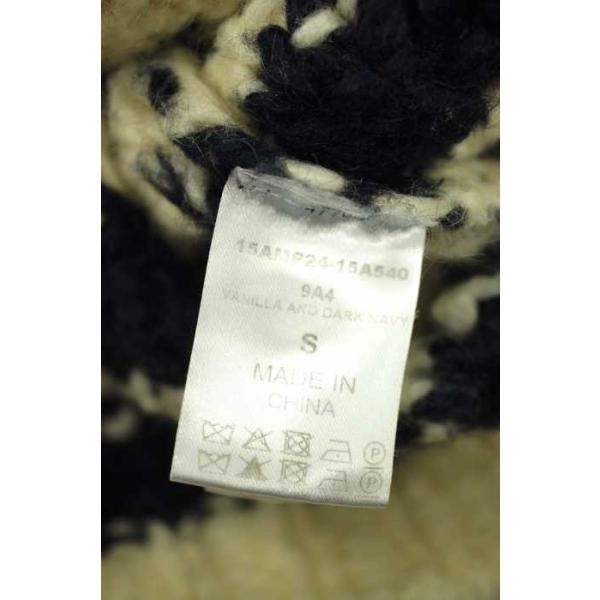 15AMP24-15A540
9A4
VANILLA AND DARK NAVY
S
MADE IN
CHINA
P
P